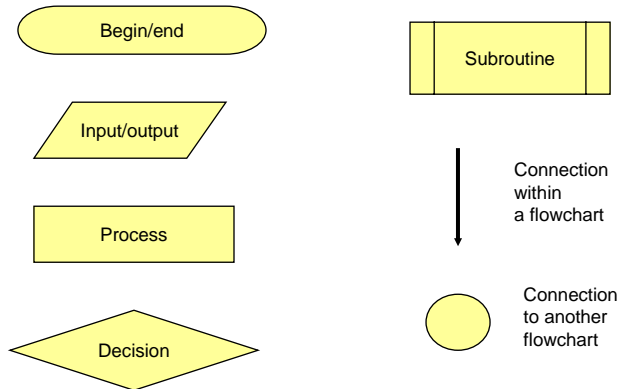 Begin/end
Input/output
Process
Decision
Subroutine
Connection
within
a flowchart
Connection
to another
flowchart